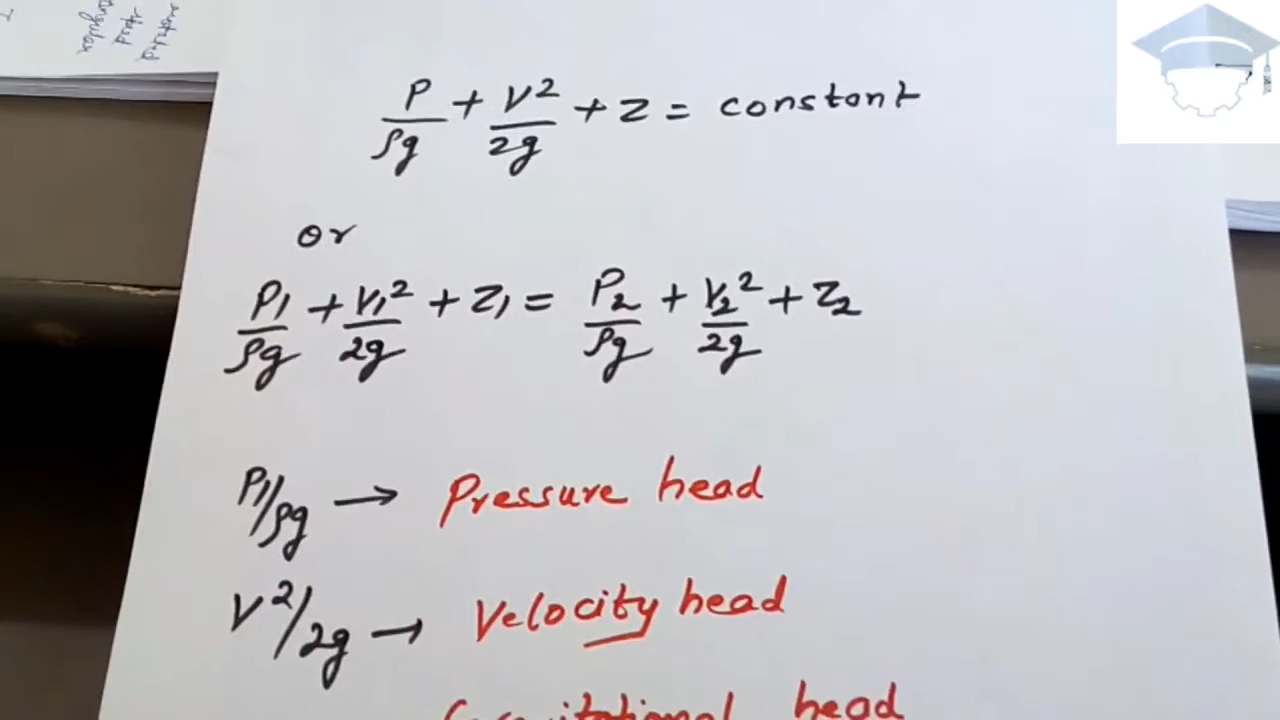 P/ρg + V²/2g + Z = constant
or
P₁/ρg + V₁²/2g + Z₁ = P₂/ρg + V₂²/2g + Z₂
P₁/ρg → Pressure head
V²/2g → Velocity head
Gravitational head